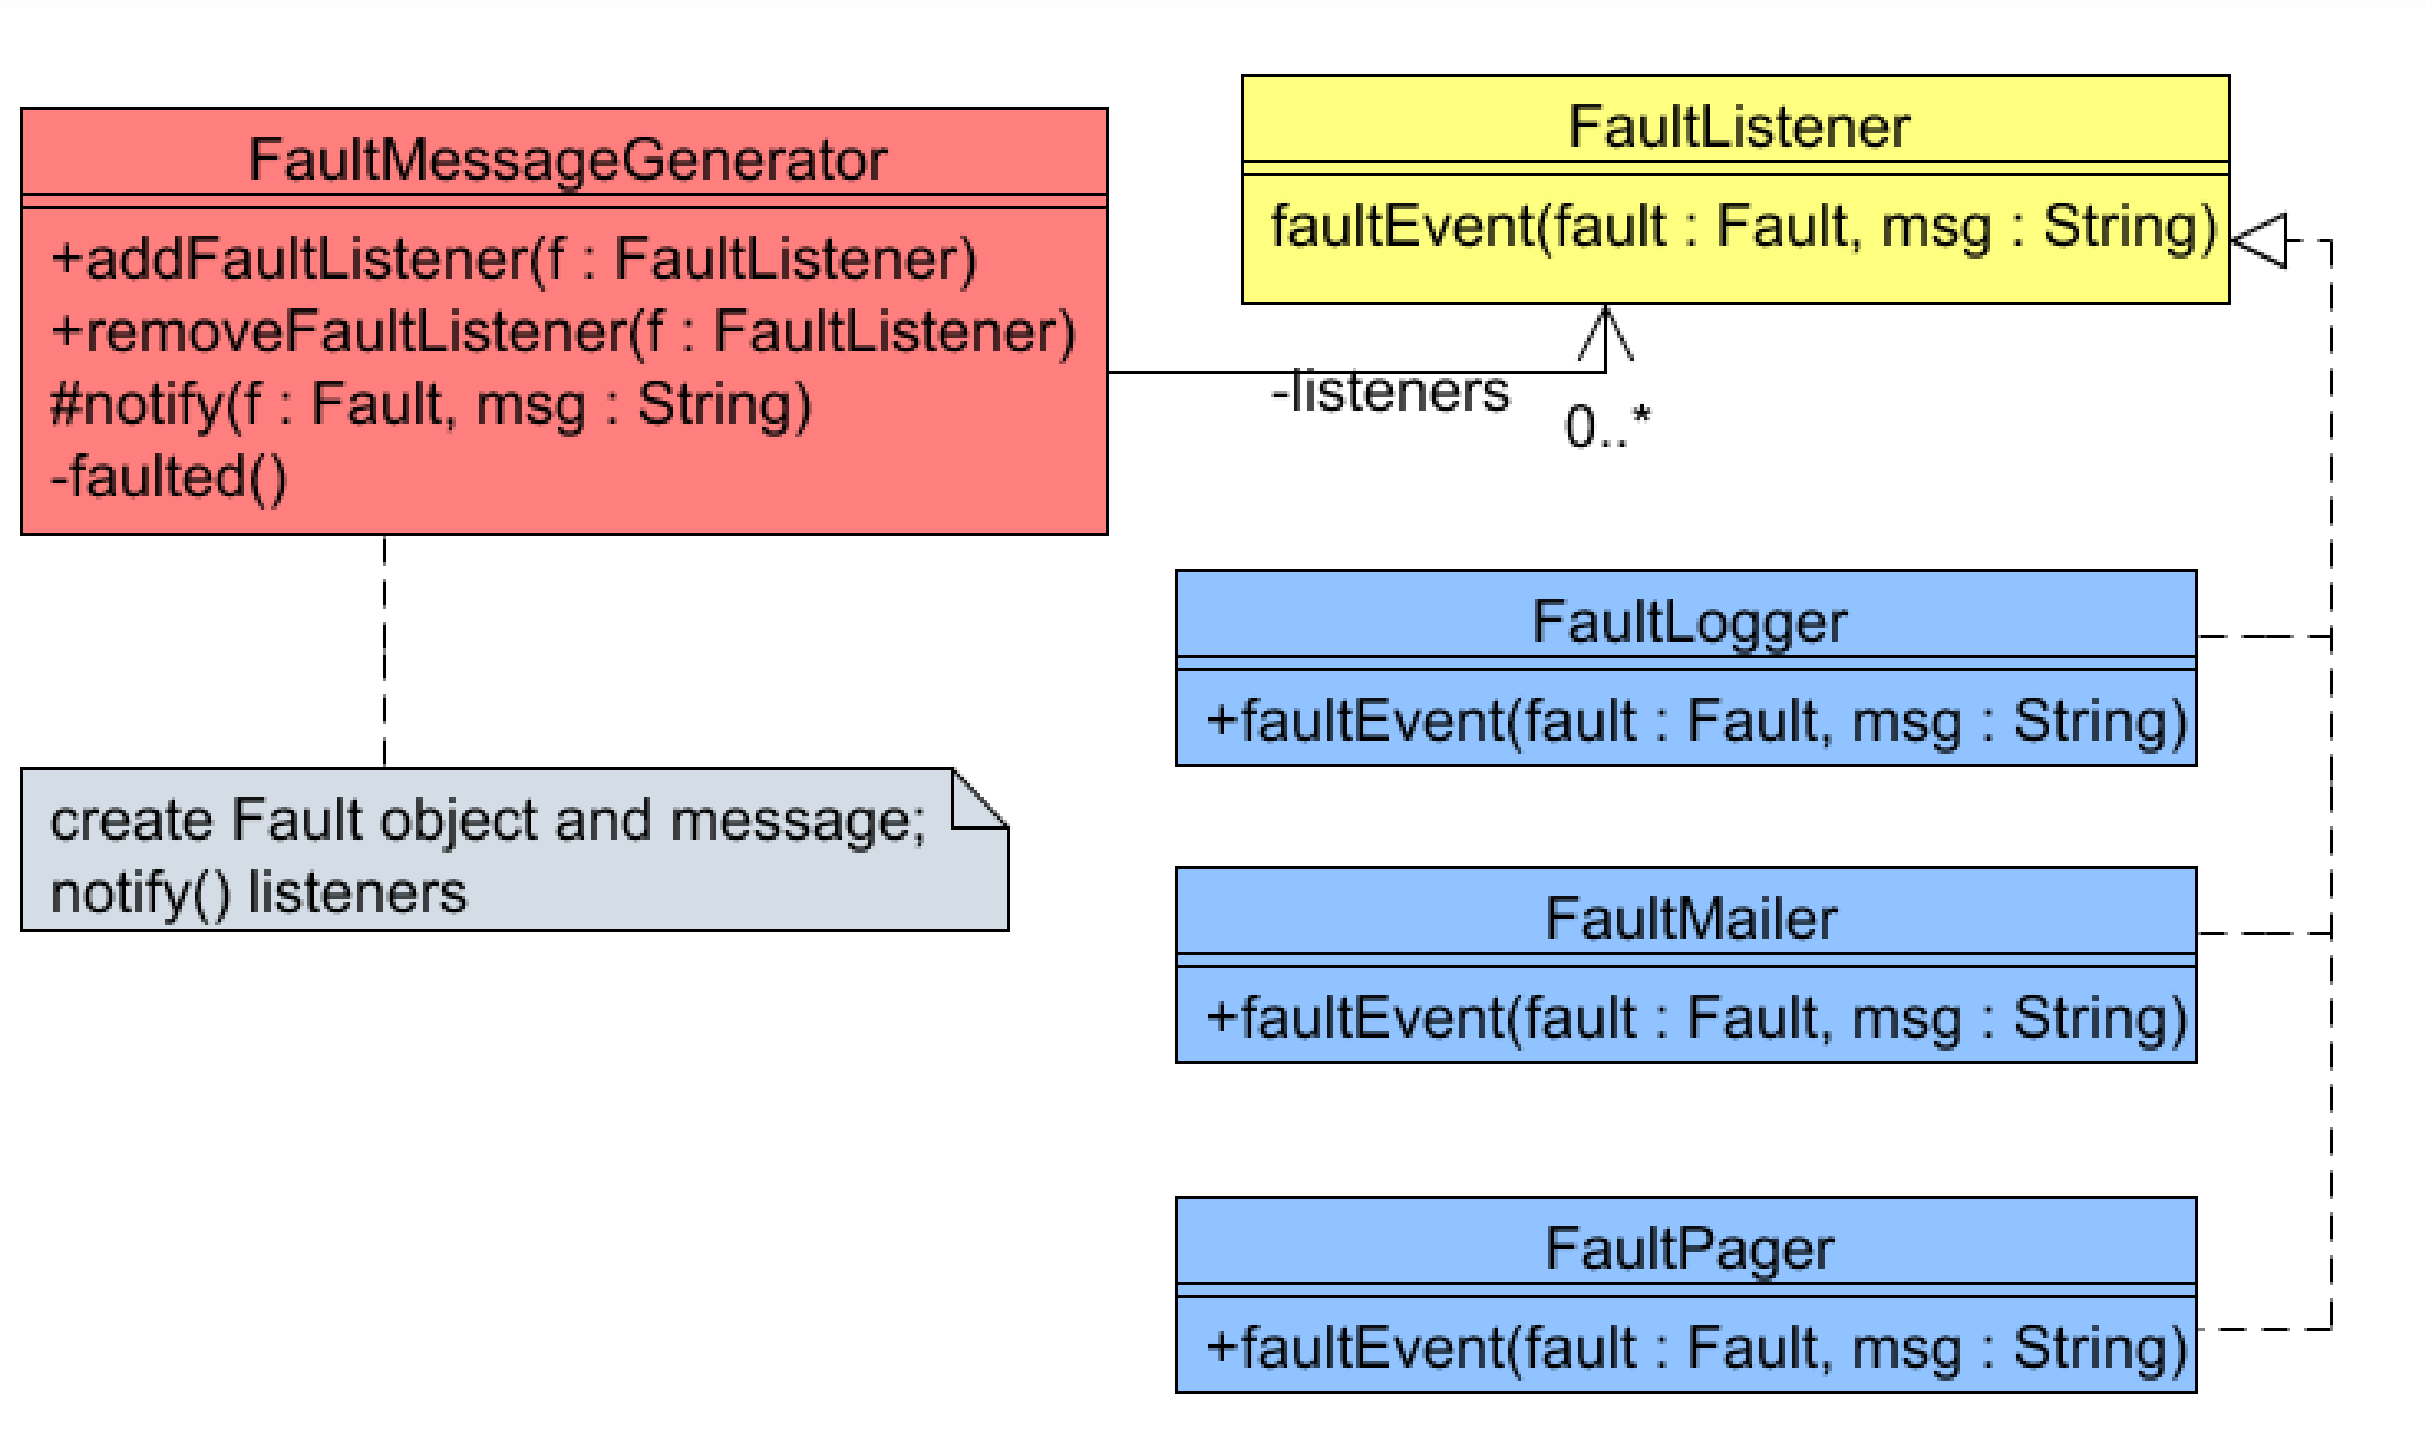 FaultMessageGenerator
+addFaultListener(f : FaultListener)
+removeFaultListener(f : FaultListener)
#notify(f : Fault, msg : String)
-faulted()
create Fault object and message;
notify() listeners
FaultListener
faultEvent(fault : Fault, msg : String)
-listeners
0..*
FaultLogger
+faultEvent(fault : Fault, msg : String)
FaultMailer
+faultEvent(fault : Fault, msg : String)
FaultPager
+faultEvent(fault : Fault, msg : String)